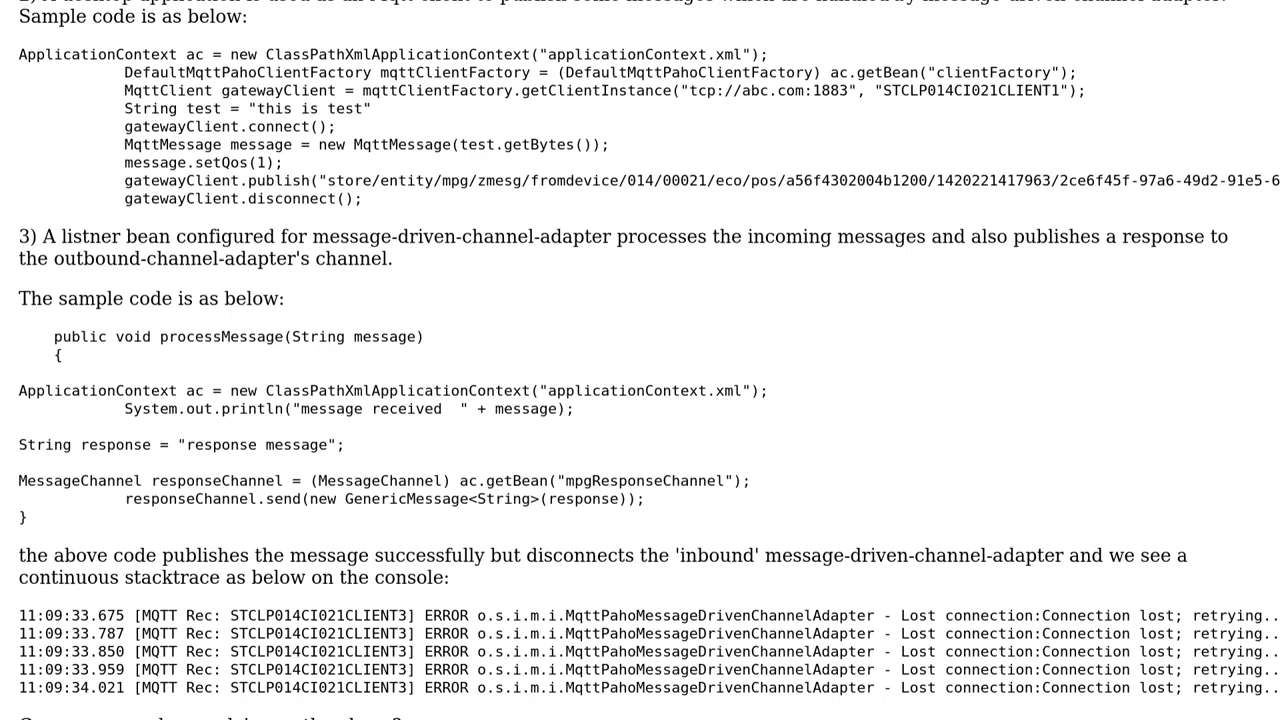 Sample code is as below:
ApplicationContext ac = new ClassPathXmlApplicationContext("applicationContext.xml");
DefaultMqttPahoClientFactory mqttClientFactory = (DefaultMqttPahoClientFactory) ac.getBean("clientFactory");
MqttClient gatewayClient = mqttClientFactory.getClientInstance("tcp://abc.com:1883", "STCLP014CI021CLIENT1");
String test = "this is test"
gatewayClient.connect();
MqttMessage message = new MqttMessage(test.getBytes());
message.setQos(1);
gatewayClient.publish("store/entity/mpg/zmesg/fromdevice/014/00021/eco/pos/a56f4302004b1200/1420221417963/2ce6f45f-97a6-49d2-91e5-6
gatewayClient.disconnect();
3) A listner bean configured for message-driven-channel-adapter processes the incoming messages and also publishes a response to
the outbound-channel-adapter's channel.
The sample code is as below:
public void processMessage(String message)
{
ApplicationContext ac = new ClassPathXmlApplicationContext("applicationContext.xml");
System.out.println("message received  " + message);
String response = "response message";
MessageChannel responseChannel = (MessageChannel) ac.getBean("mpgResponseChannel");
responseChannel.send(new GenericMessage<String>(response));
}
the above code publishes the message successfully but disconnects the 'inbound' message-driven-channel-adapter and we see a
continuous stacktrace as below on the console:
11:09:33.675 [MQTT Rec: STCLP014CI021CLIENT3] ERROR o.s.i.m.i.MqttPahoMessageDrivenChannelAdapter - Lost connection:Connection lost; retrying..
11:09:33.787 [MQTT Rec: STCLP014CI021CLIENT3] ERROR o.s.i.m.i.MqttPahoMessageDrivenChannelAdapter - Lost connection:Connection lost; retrying..
11:09:33.850 [MQTT Rec: STCLP014CI021CLIENT3] ERROR o.s.i.m.i.MqttPahoMessageDrivenChannelAdapter - Lost connection:Connection lost; retrying..
11:09:33.959 [MQTT Rec: STCLP014CI021CLIENT3] ERROR o.s.i.m.i.MqttPahoMessageDrivenChannelAdapter - Lost connection:Connection lost; retrying..
11:09:34.021 [MQTT Rec: STCLP014CI021CLIENT3] ERROR o.s.i.m.i.MqttPahoMessageDrivenChannelAdapter - Lost connection:Connection lost; retrying..